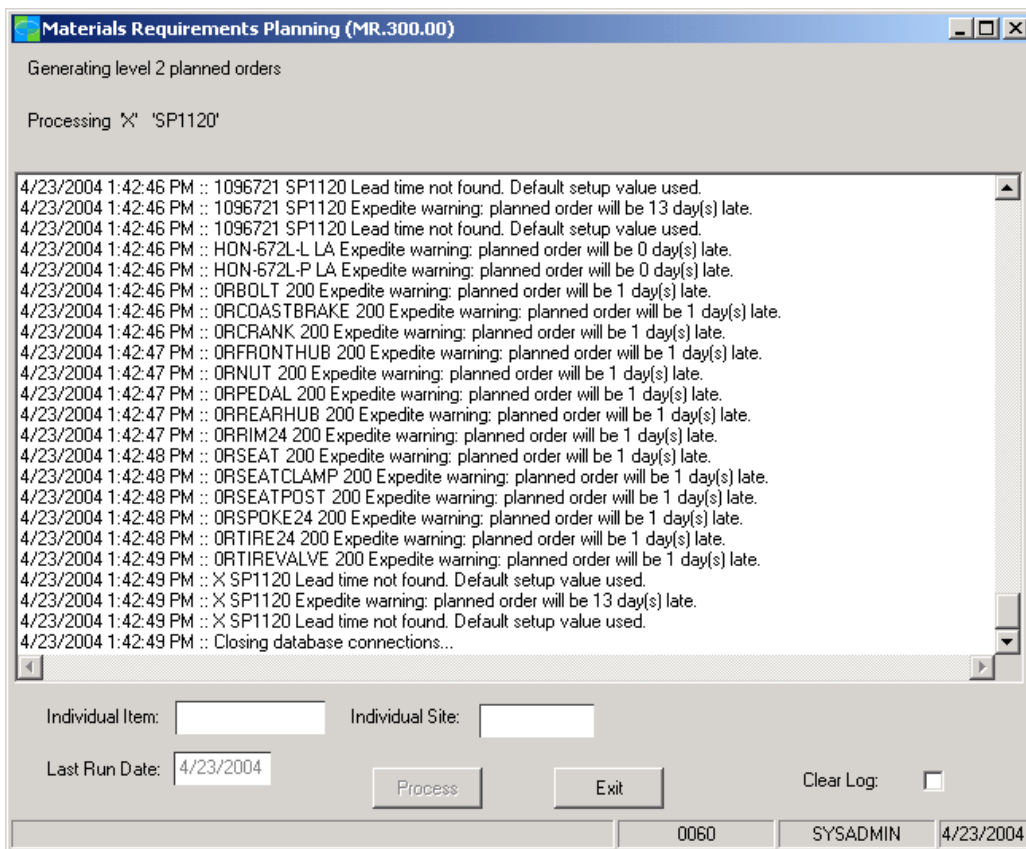 Materials Requirements Planning (MR.300.00)
Generating level 2 planned orders
Processing 'X' 'SP1120'
4/23/2004 1:42:46 PM :: 1096721 SP1120 Lead time not found. Default setup value used.
4/23/2004 1:42:46 PM :: 1096721 SP1120 Expedite warning: planned order will be 13 day(s) late.
4/23/2004 1:42:46 PM :: 1096721 SP1120 Lead time not found. Default setup value used.
4/23/2004 1:42:46 PM :: HON-672L-L LA Expedite warning: planned order will be 0 day(s) late.
4/23/2004 1:42:46 PM :: HON-672L-P LA Expedite warning: planned order will be 0 day(s) late.
4/23/2004 1:42:46 PM :: 0RBOLT 200 Expedite warning: planned order will be 1 day(s) late.
4/23/2004 1:42:46 PM :: 0RCOASTBRAKE 200 Expedite warning: planned order will be 1 day(s) late.
4/23/2004 1:42:46 PM :: 0RCRANK 200 Expedite warning: planned order will be 1 day(s) late.
4/23/2004 1:42:47 PM :: 0RFRONTHUB 200 Expedite warning: planned order will be 1 day(s) late.
4/23/2004 1:42:47 PM :: 0RNUT 200 Expedite warning: planned order will be 1 day(s) late.
4/23/2004 1:42:47 PM :: 0RPEDAL 200 Expedite warning: planned order will be 1 day(s) late.
4/23/2004 1:42:47 PM :: 0RREARHUB 200 Expedite warning: planned order will be 1 day(s) late.
4/23/2004 1:42:47 PM :: 0RRIM24 200 Expedite warning: planned order will be 1 day(s) late.
4/23/2004 1:42:48 PM :: 0RSEAT 200 Expedite warning: planned order will be 1 day(s) late.
4/23/2004 1:42:48 PM :: 0RSEATCLAMP 200 Expedite warning: planned order will be 1 day(s) late.
4/23/2004 1:42:48 PM :: 0RSEATPOST 200 Expedite warning: planned order will be 1 day(s) late.
4/23/2004 1:42:48 PM :: 0RSPOKE24 200 Expedite warning: planned order will be 1 day(s) late.
4/23/2004 1:42:48 PM :: 0RTIRE24 200 Expedite warning: planned order will be 1 day(s) late.
4/23/2004 1:42:49 PM :: 0RTIREVALVE 200 Expedite warning: planned order will be 1 day(s) late.
4/23/2004 1:42:49 PM :: X SP1120 Lead time not found. Default setup value used.
4/23/2004 1:42:49 PM :: X SP1120 Expedite warning: planned order will be 13 day(s) late.
4/23/2004 1:42:49 PM :: X SP1120 Lead time not found. Default setup value used.
4/23/2004 1:42:49 PM :: Closing database connections...
Individual Item: Individual Site:
Last Run Date: 4/23/2004
Process Exit Clear Log:
0060 SYSADMIN 4/23/2004